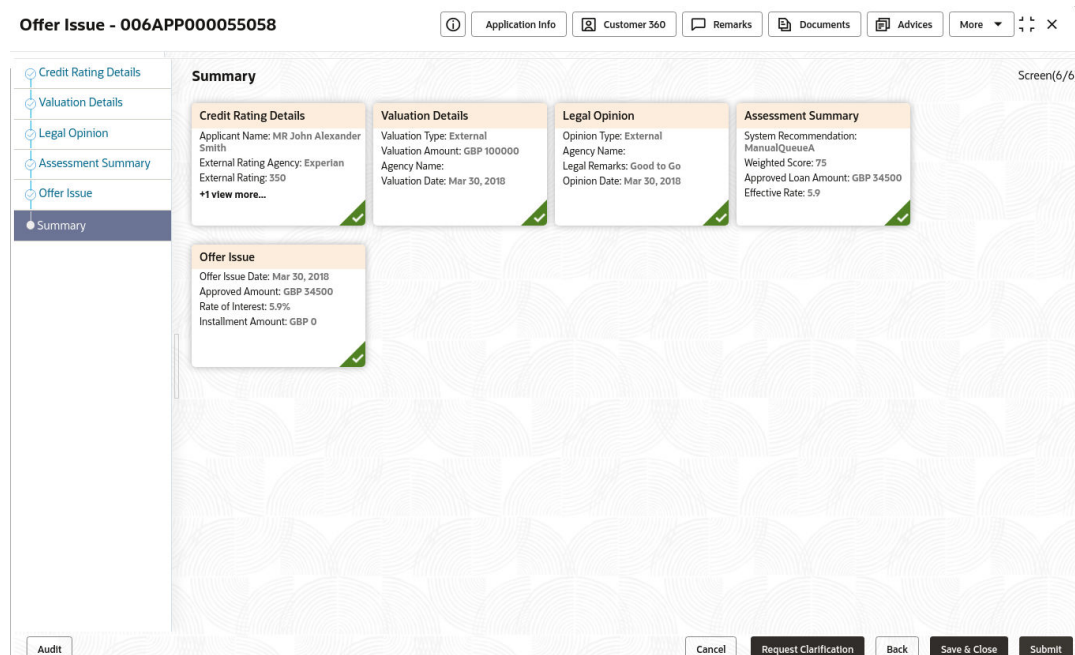 Offer Issue - 006APP000055058
Application Info
Customer 360
Remarks
Documents
Advices
More
Credit Rating Details
Valuation Details
Legal Opinion
Assessment Summary
Offer Issue
Summary
Summary
Screen(6/6
Credit Rating Details
Applicant Name: MR John Alexander
Smith
External Rating Agency: Experian
External Rating: 350
+1 view more...
Valuation Details
Valuation Type: External
Valuation Amount: GBP 100000
Agency Name:
Valuation Date: Mar 30, 2018
Legal Opinion
Opinion Type: External
Agency Name:
Legal Remarks: Good to Go
Opinion Date: Mar 30, 2018
Assessment Summary
System Recommendation:
ManualQueueA
Weighted Score: 75
Approved Loan Amount: GBP 34500
Effective Rate: 5.9
Offer Issue
Offer Issue Date: Mar 30, 2018
Approved Amount: GBP 34500
Rate of Interest: 5.9%
Installment Amount: GBP 0
Audit
Cancel
Request Clarification
Back
Save & Close
Submit